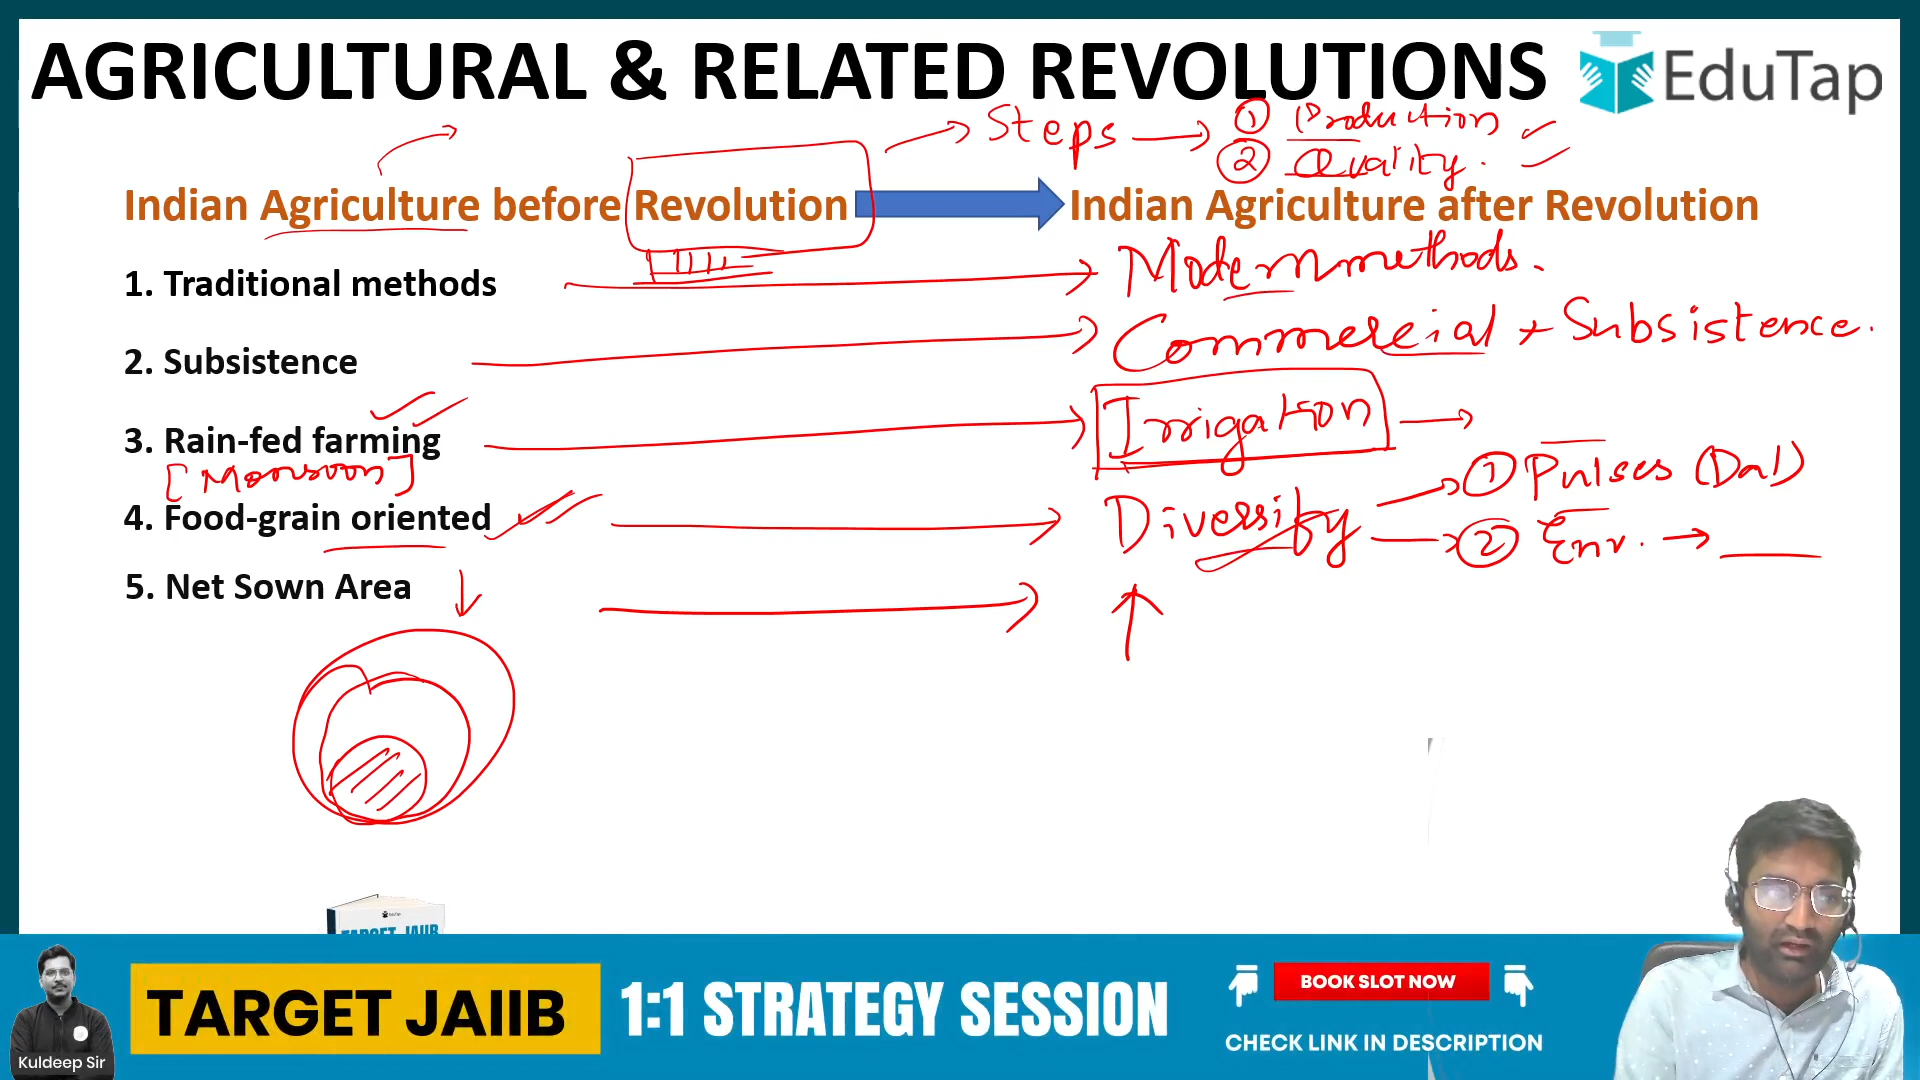 AGRICULTURAL & RELATED REVOLUTIONS
EduTap
Steps
① Production
② Quality.
Indian Agriculture before Revolution
Indian Agriculture after Revolution
1. Traditional methods
Modern methods.
2. Subsistence
Commercial + Subsistence.
3. Rain-fed farming
Irrigation
[Monsoon]
4. Food-grain oriented
Diversify
① Pulses (Dal)
② Env.
5. Net Sown Area
TARGET JAIIB
Kuldeep Sir
TARGET JAIIB
1:1 STRATEGY SESSION
BOOK SLOT NOW
CHECK LINK IN DESCRIPTION